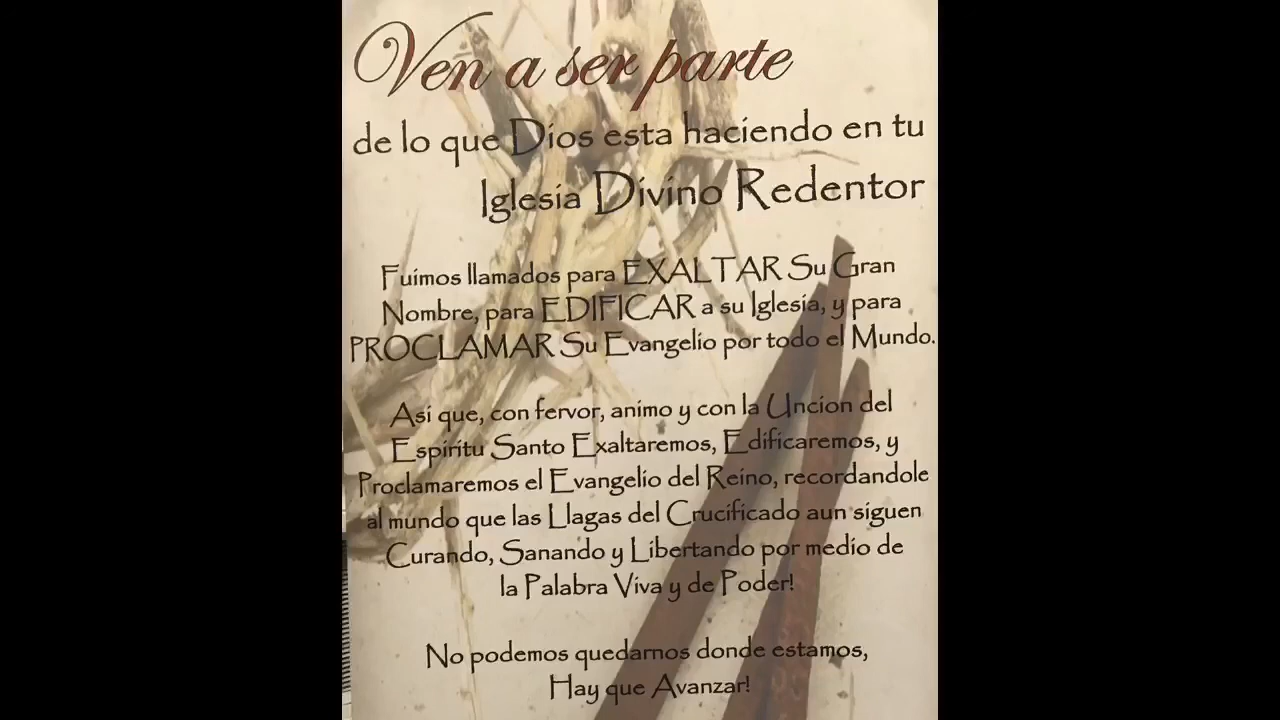 Ven a ser parte
de lo que Dios esta haciendo en tu
Iglesia Divino Redentor
Fuimos llamados para EXALTAR Su Gran
Nombre, para EDIFICAR a su Iglesia, y para
PROCLAMAR Su Evangelio por todo el Mundo.
Asi que, con fervor, animo y con la Uncion del
Espiritu Santo Exaltaremos, Edificaremos, y
Proclamaremos el Evangelio del Reino, recordandole
al mundo que las Llagas del Crucificado aun siguen
Curando, Sanando y Libertando por medio de
la Palabra Viva y de Poder!
No podemos quedarnos donde estamos,
Hay que Avanzar!